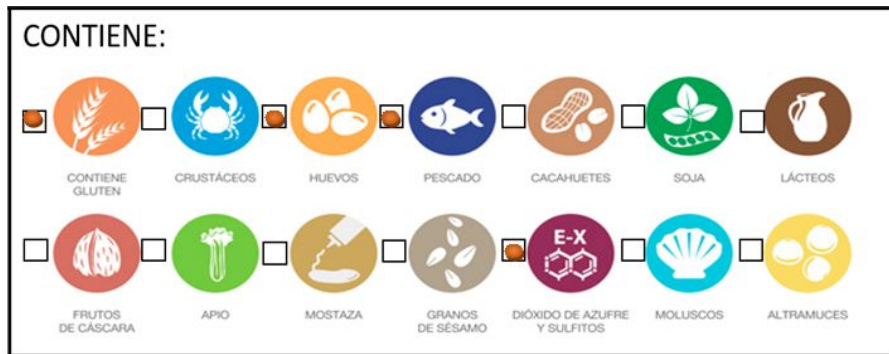 CONTIENE:
CONTIENE
GLUTEN
CRUSTÁCEOS
HUEVOS
PESCADO
CACAHUETES
SOJA
LÁCTEOS
FRUTOS
DE CÁSCARA
APIO
MOSTAZA
GRANOS
DE SÉSAMO
E-X
DIÓXIDO DE AZUFRE
Y SULFITOS
MOLUSCOS
ALTRAMUCES